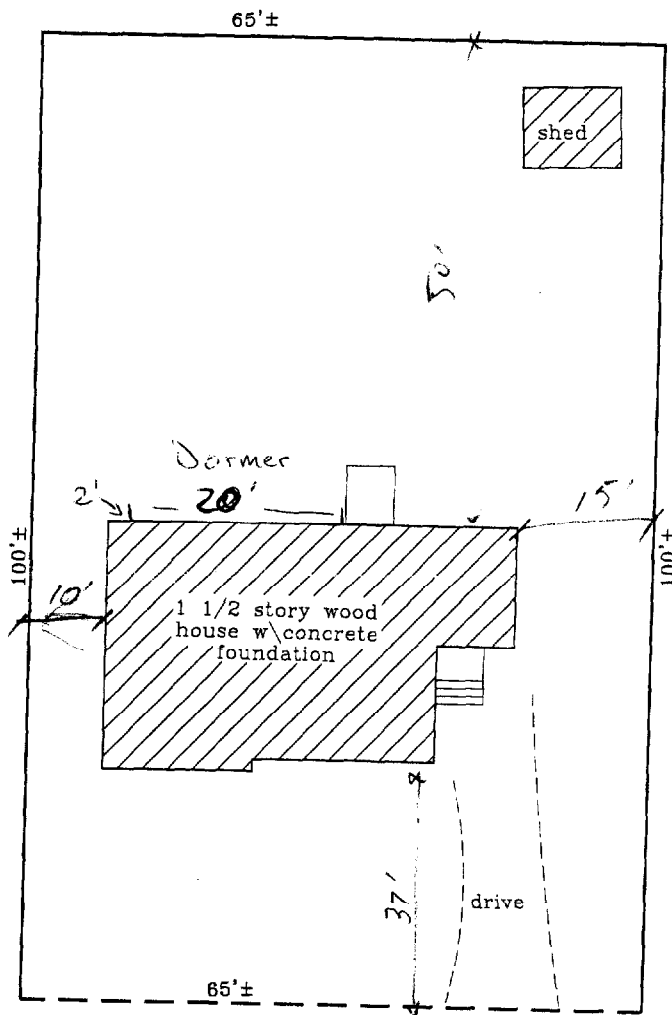 65'±
shed
50'
Dormer
2'
20'
15'
100'±
100'±
10'
1 1/2 story wood
house w\concrete
foundation
37'
drive
65'±